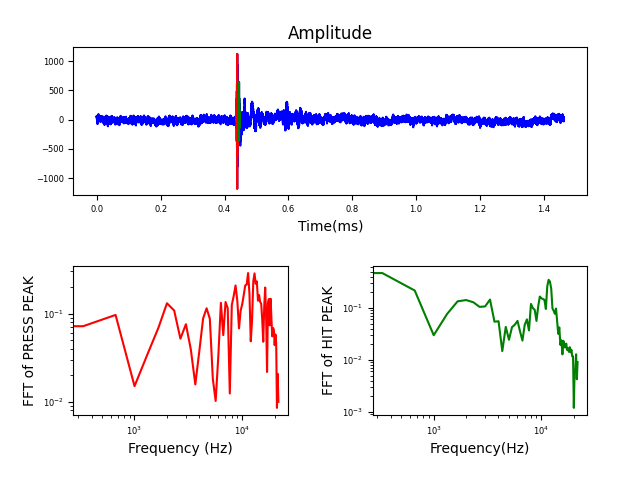 Amplitude
1000
500
0
−500
−1000
0.0 0.2 0.4 0.6 0.8 1.0 1.2 1.4
Time(ms)
FFT of PRESS PEAK
10⁻¹
10⁻²
10³ 10⁴
Frequency (Hz)
FFT of HIT PEAK
10⁻¹
10⁻²
10⁻³
10³ 10⁴
Frequency(Hz)